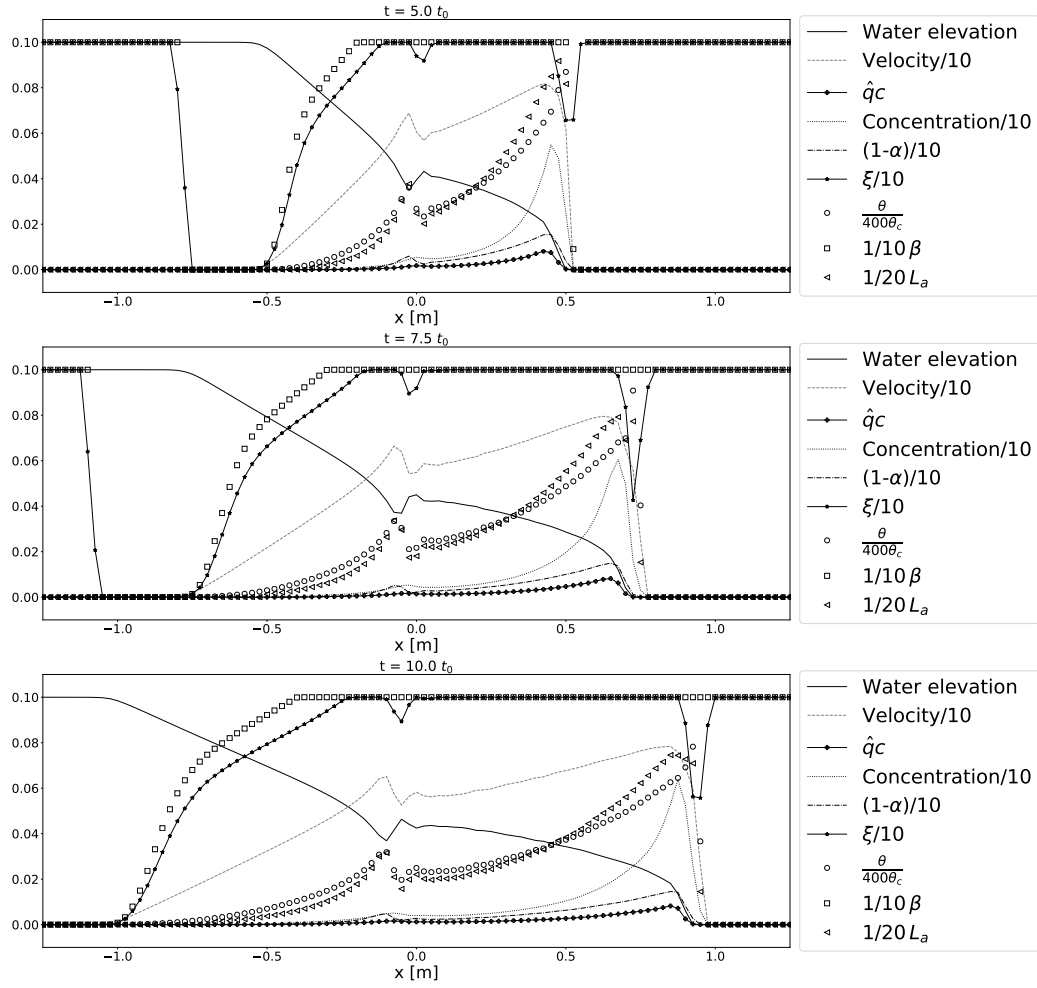 t = 5.0 t₀
0.10
0.08
0.06
0.04
0.02
0.00
−1.0 −0.5 0.0 0.5 1.0
x [m]
Water elevation
Velocity/10
q̂c
Concentration/10
(1-α)/10
ξ/10
θ/400θ_c
1/10 β
1/20 L_a
t = 7.5 t₀
0.10
0.08
0.06
0.04
0.02
0.00
−1.0 −0.5 0.0 0.5 1.0
x [m]
Water elevation
Velocity/10
q̂c
Concentration/10
(1-α)/10
ξ/10
θ/400θ_c
1/10 β
1/20 L_a
t = 10.0 t₀
0.10
0.08
0.06
0.04
0.02
0.00
−1.0 −0.5 0.0 0.5 1.0
x [m]
Water elevation
Velocity/10
q̂c
Concentration/10
(1-α)/10
ξ/10
θ/400θ_c
1/10 β
1/20 L_a